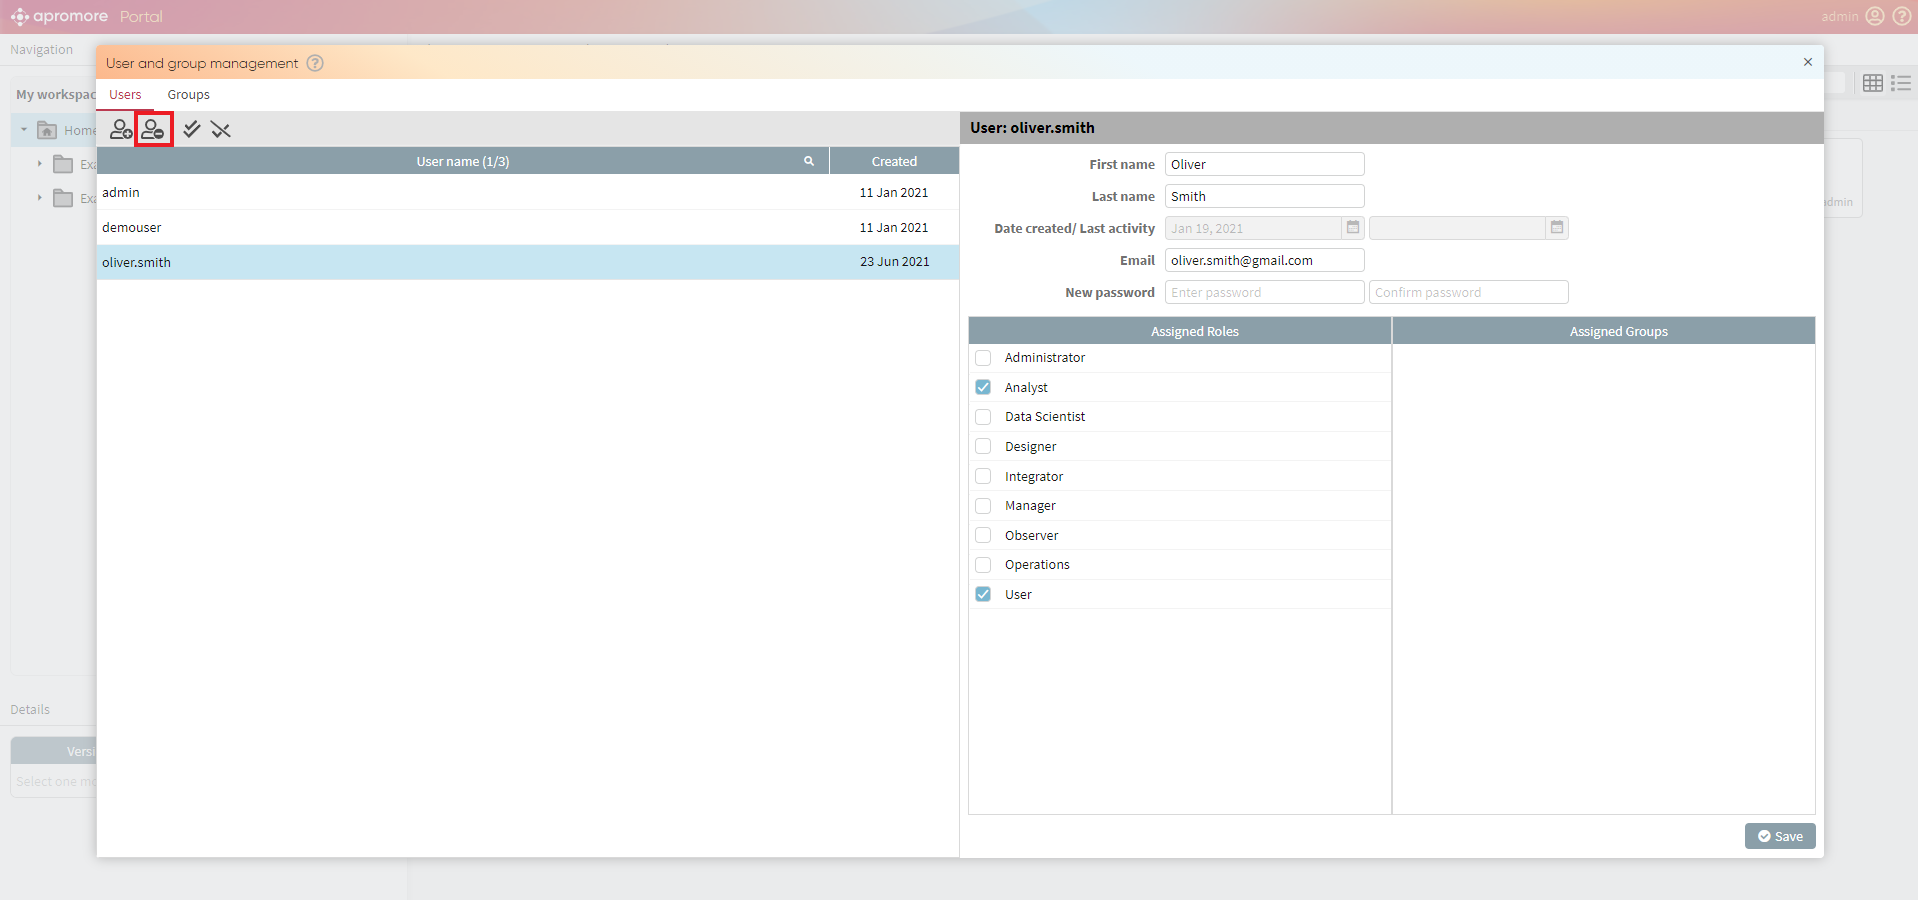 apromore Portal
admin
Navigation
User and group management
My workspac
Users Groups
Home
Exa
Exa
User name (1/3) Created
admin 11 Jan 2021
demouser 11 Jan 2021
oliver.smith 23 Jun 2021
User: oliver.smith
First name Oliver
Last name Smith
Date created/ Last activity Jan 19, 2021
Email oliver.smith@gmail.com
New password Enter password Confirm password
Assigned Roles Assigned Groups
Administrator
Analyst
Data Scientist
Designer
Integrator
Manager
Observer
Operations
User
Save
admin
Details
Versi
Select one mo